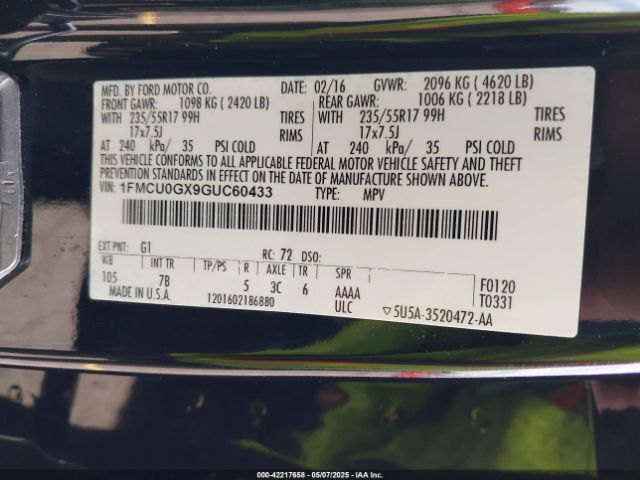 MFD. BY FORD MOTOR CO. DATE: 02/16 GVWR: 2096 KG ( 4620 LB)
FRONT GAWR: 1098 KG ( 2420 LB) REAR GAWR: 1006 KG ( 2218 LB)
WITH 235/55R17 99H TIRES WITH 235/55R17 99H TIRES
17x7.5J RIMS 17x7.5J RIMS
AT 240 kPa/ 35 PSI COLD AT 240 kPa/ 35 PSI COLD
THIS VEHICLE CONFORMS TO ALL APPLICABLE FEDERAL MOTOR VEHICLE SAFETY AND THEFT
PREVENTION STANDARDS IN EFFECT ON THE DATE OF MANUFACTURE SHOWN ABOVE.
VIN: 1FMCU0GX9GUC60433 TYPE: MPV
EXT PNT: G1 RC: 72 DSO:
WB INT TR TP/PS R AXLE TR SPR
105 7B 5 3C 6 AAAA F0120
MADE IN U.S.A. 1201602186880 ULC ▽5U5A-3520472-AA T0331
000-42217658 - 05/07/2025 - IAA Inc.